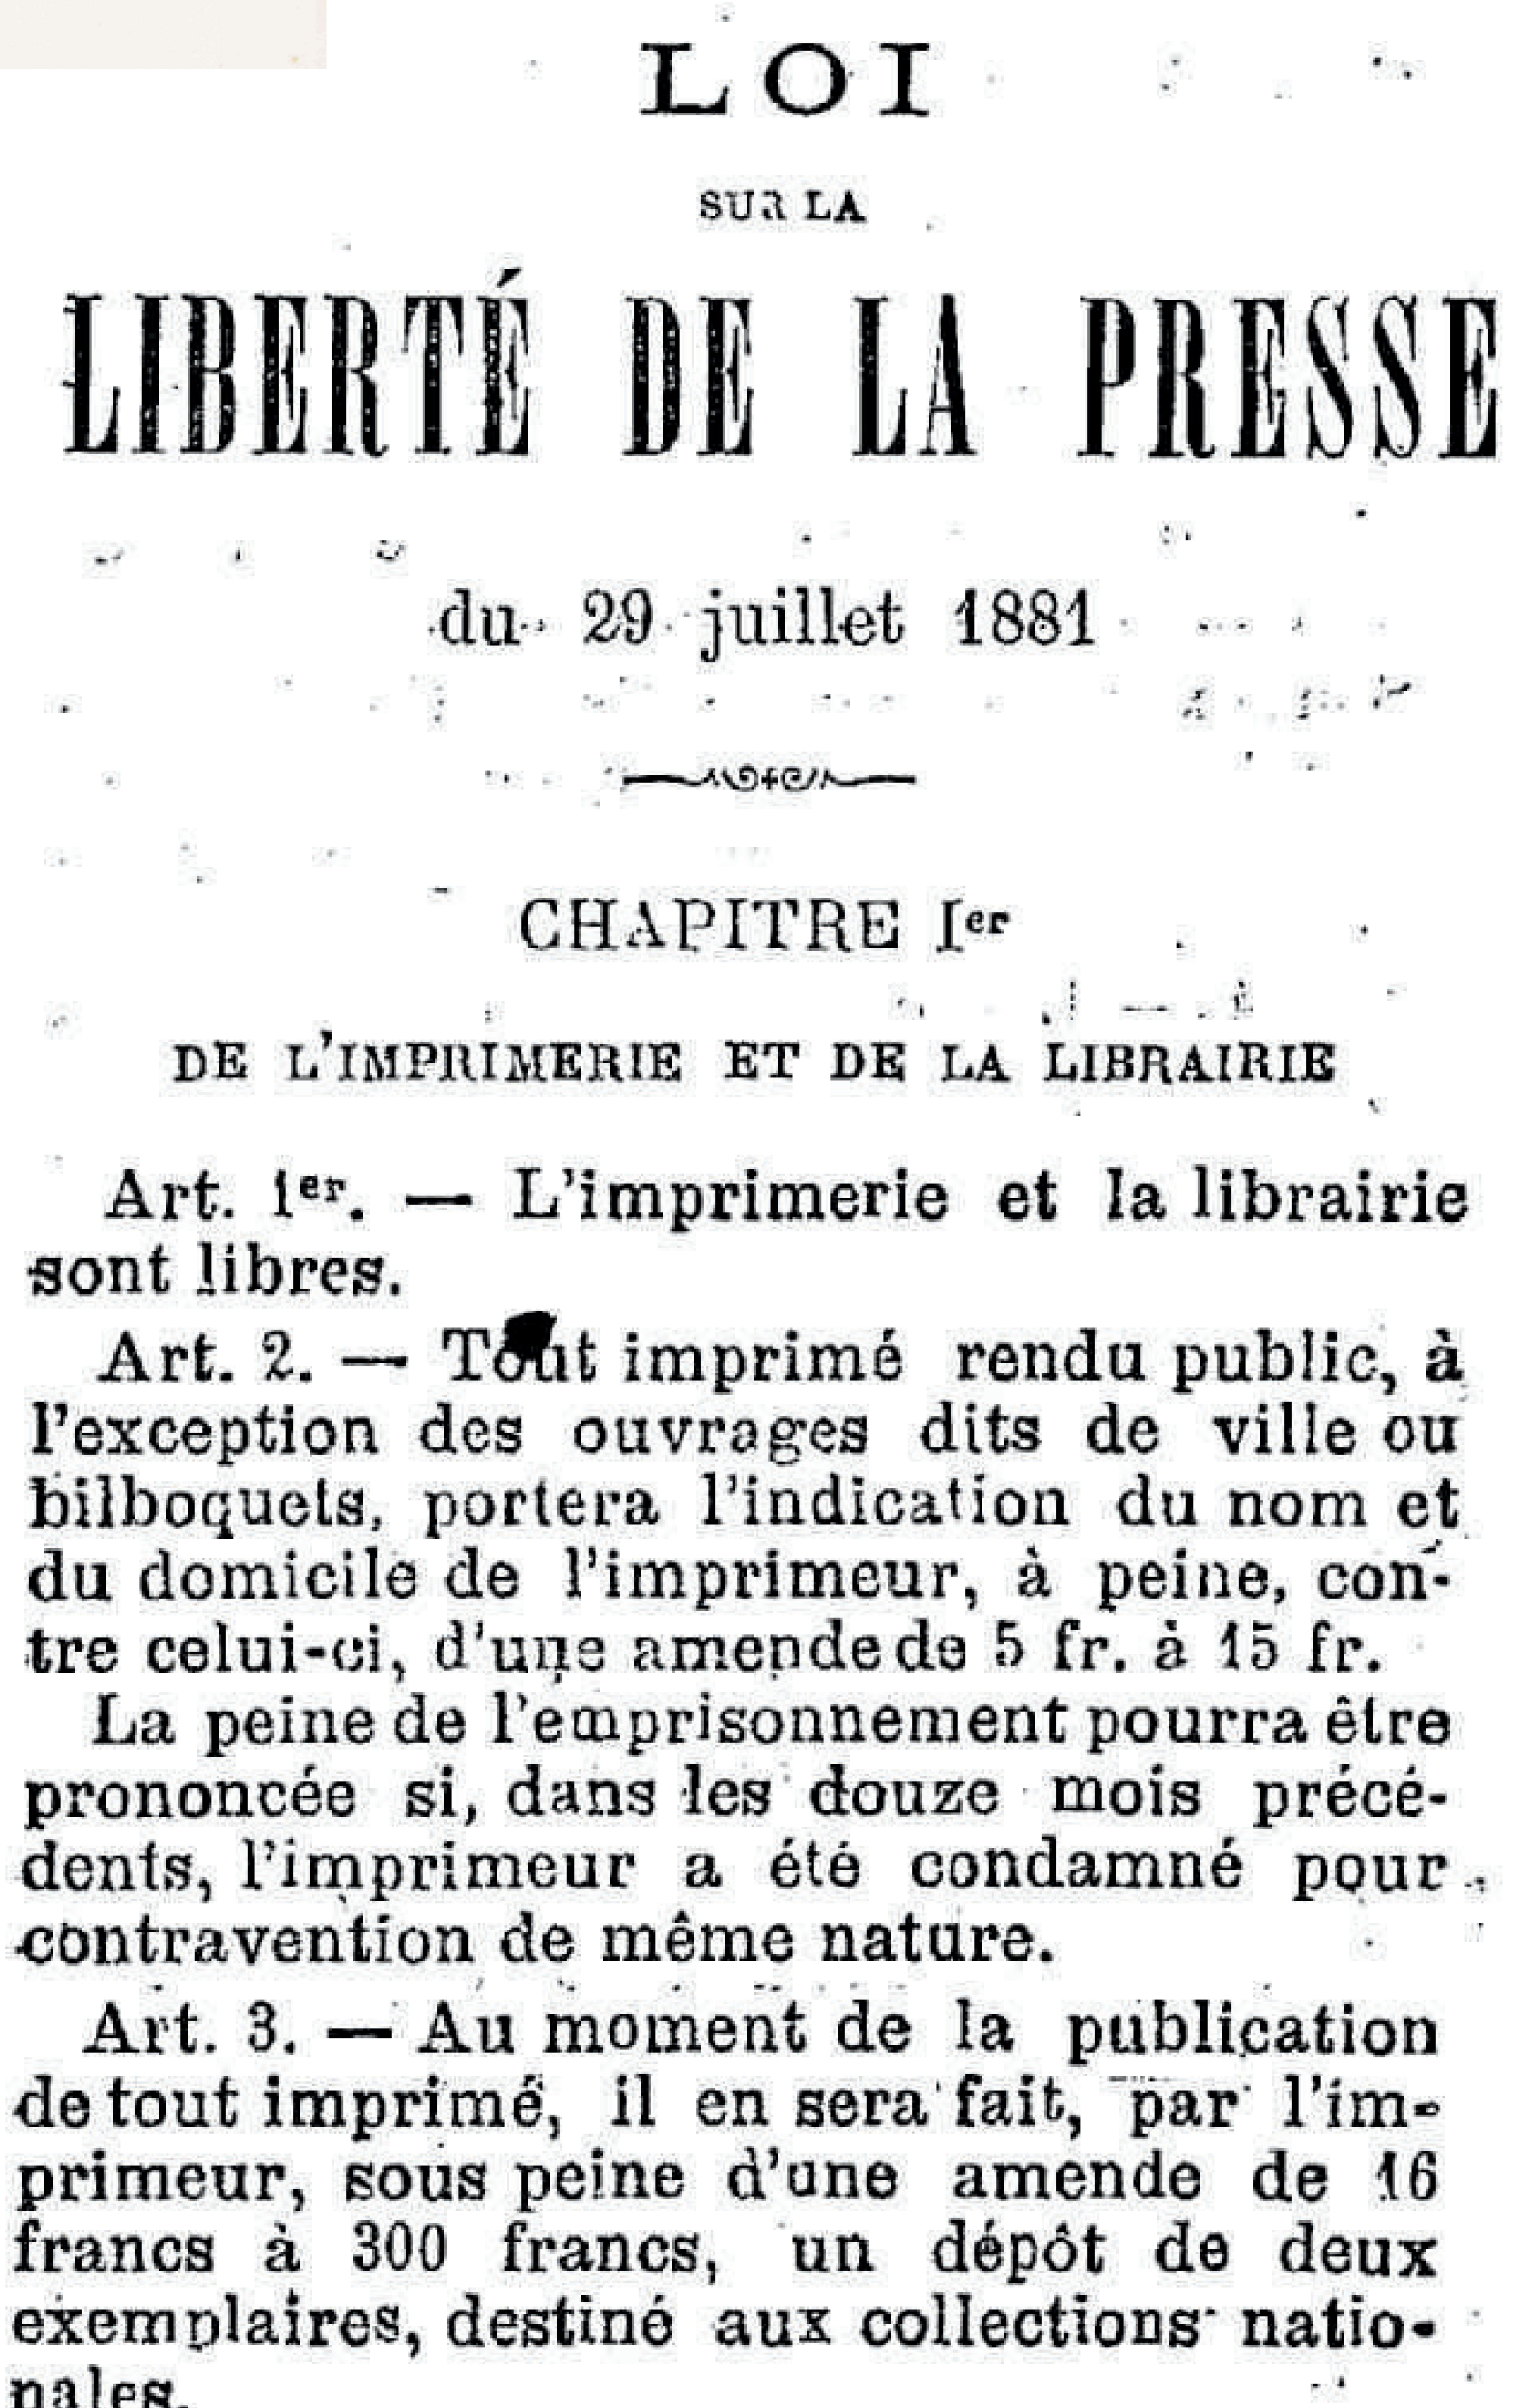 LOI
SUR LA
LIBERTÉ DE LA PRESSE
du 29 juillet 1881
CHAPITRE Ier
DE L'IMPRIMERIE ET DE LA LIBRAIRIE
Art. 1er. — L'imprimerie et la librairie
sont libres.
Art. 2. — Tout imprimé rendu public, à
l'exception des ouvrages dits de ville ou
bilboquets, portera l'indication du nom et
du domicile de l'imprimeur, à peine, con-
tre celui-ci, d'une amende de 5 fr. à 15 fr.
La peine de l'emprisonnement pourra être
prononcée si, dans les douze mois précé-
dents, l'imprimeur a été condamné pour
contravention de même nature.
Art. 3. — Au moment de la publication
de tout imprimé, il en sera fait, par l'im-
primeur, sous peine d'une amende de 16
francs à 300 francs, un dépôt de deux
exemplaires, destiné aux collections natio-
nales.